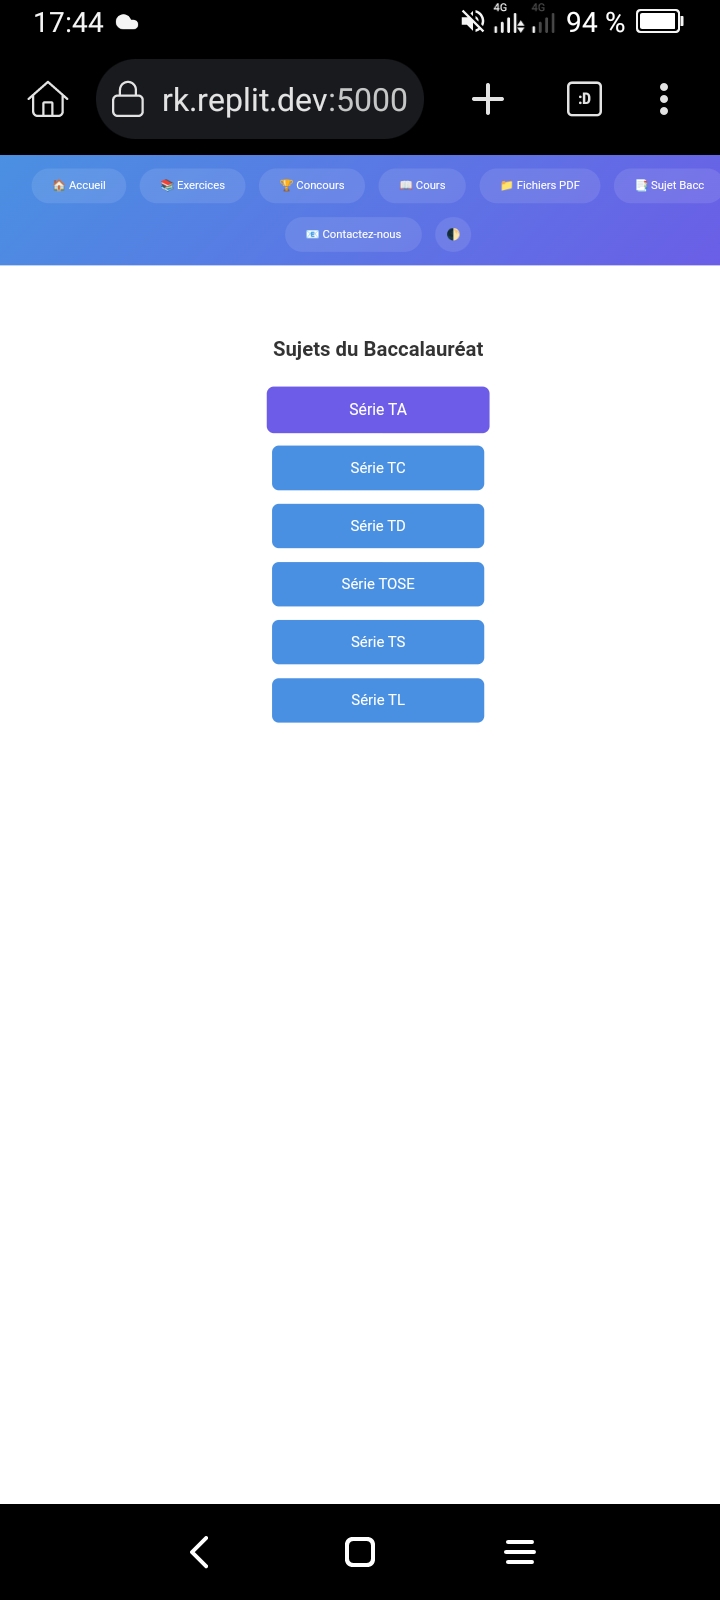 17:44 4G 4G 94 %
rk.replit.dev:5000 :D
🏠 Accueil 📚 Exercices 🏆 Concours 📖 Cours 📁 Fichiers PDF 📑 Sujet Bacc
📧 Contactez-nous 🌓
Sujets du Baccalauréat
Série TA
Série TC
Série TD
Série TOSE
Série TS
Série TL